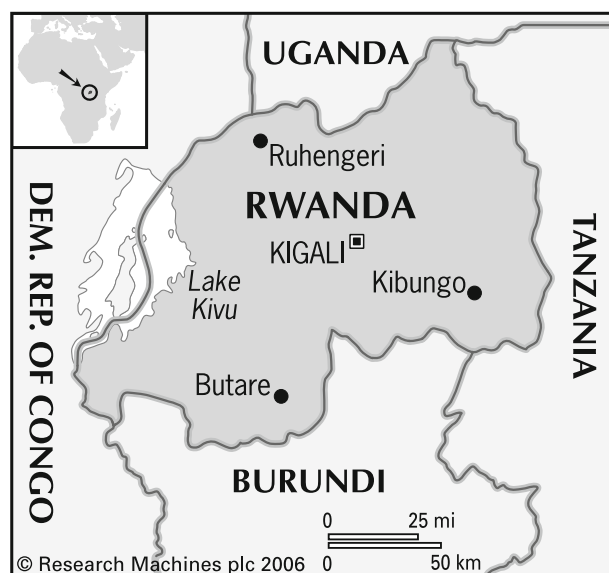 UGANDA
Ruhengeri
RWANDA
KIGALI
Kibungo
Lake
Kivu
Butare
DEM. REP. OF CONGO
TANZANIA
BURUNDI
0 25 mi
0 50 km
© Research Machines plc 2006